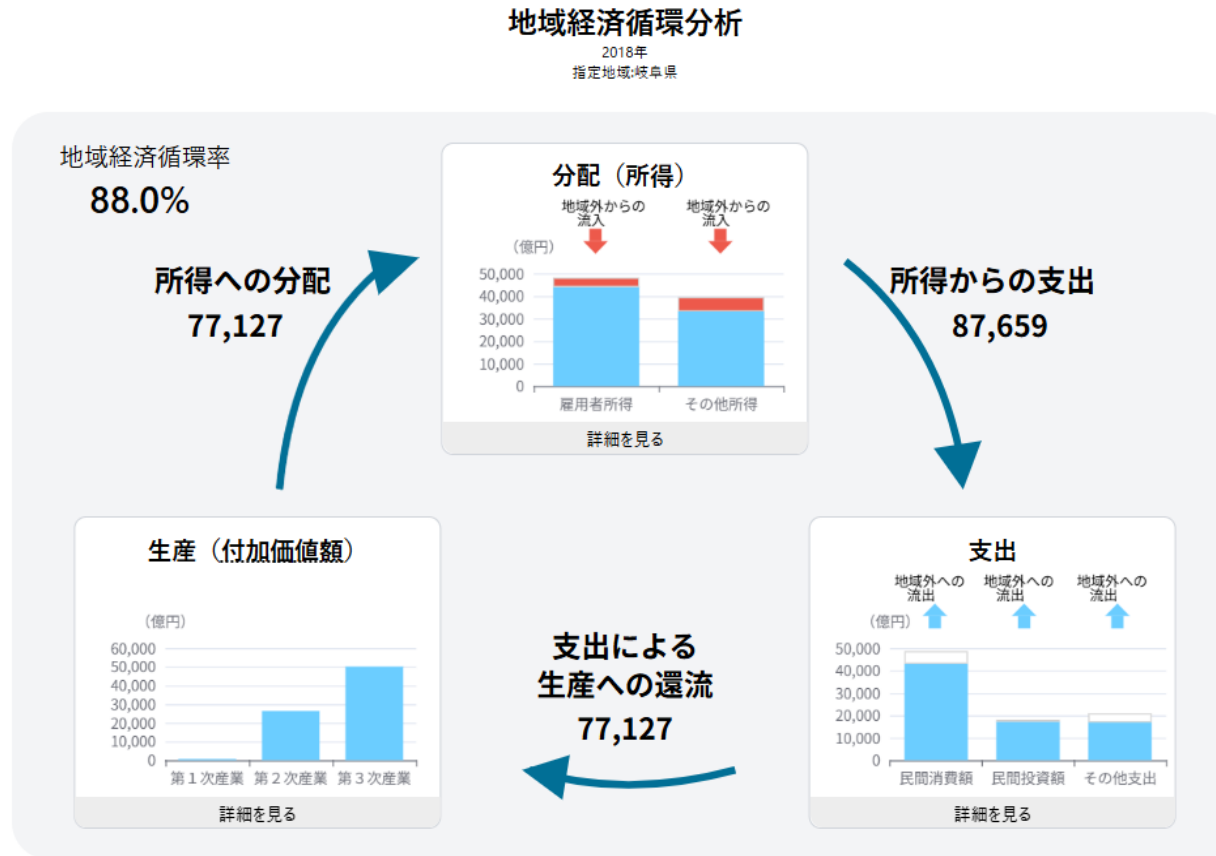 地域経済循環分析
2018年
指定地域:岐阜県
地域経済循環率
88.0%
分配（所得）
地域外からの
流入
地域外からの
流入
（億円）
50,000
40,000
30,000
20,000
10,000
0
雇用者所得
その他所得
詳細を見る
所得への分配
77,127
所得からの支出
87,659
生産（付加価値額）
（億円）
60,000
50,000
40,000
30,000
20,000
10,000
0
第１次産業
第２次産業
第３次産業
詳細を見る
支出による
生産への還流
77,127
支出
地域外への
流出
地域外への
流出
地域外への
流出
（億円）
50,000
40,000
30,000
20,000
10,000
0
民間消費額
民間投資額
その他支出
詳細を見る